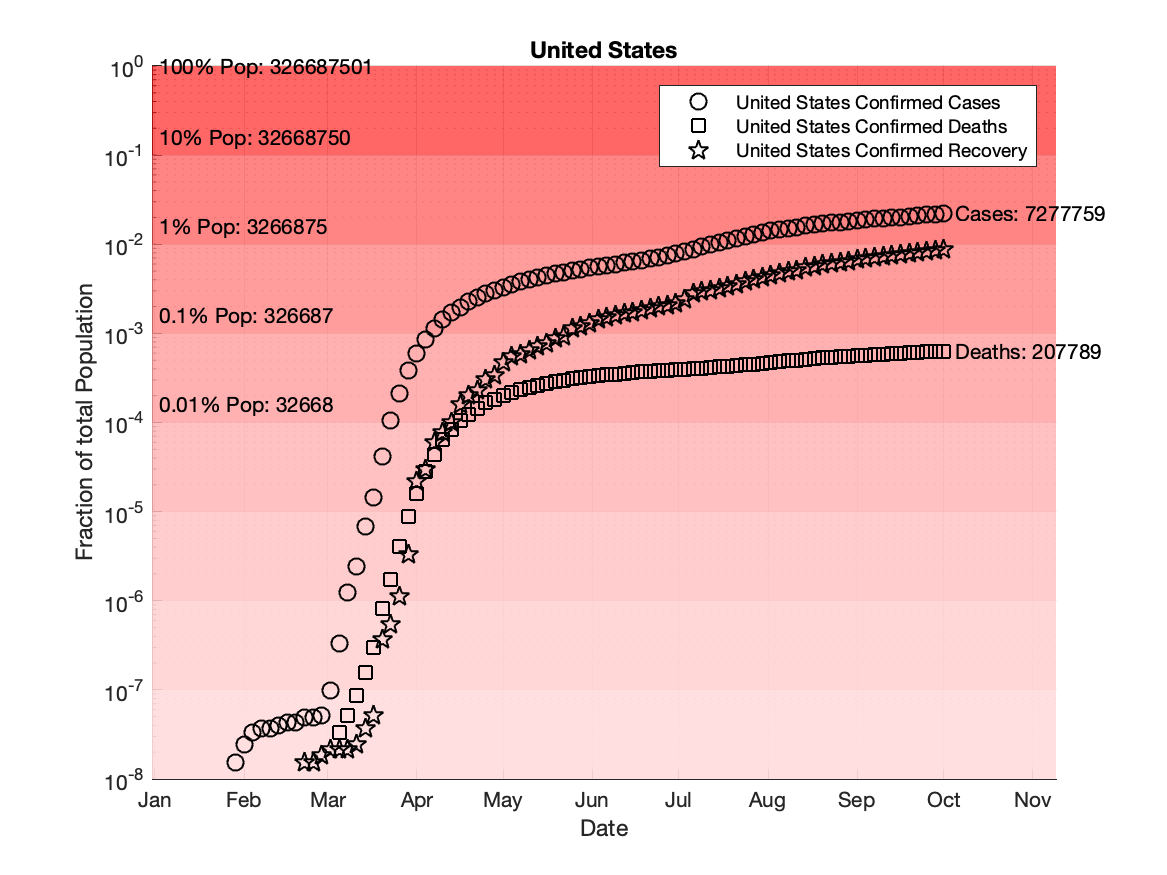 United States
10^0
100% Pop: 326687501
United States Confirmed Cases
United States Confirmed Deaths
United States Confirmed Recovery
10% Pop: 32668750
10^-1
Cases: 7277759
1% Pop: 3266875
10^-2
0.1% Pop: 326687
10^-3
Deaths: 207789
0.01% Pop: 32668
10^-4
10^-5
10^-6
10^-7
10^-8
Fraction of total Population
Jan Feb Mar Apr May Jun Jul Aug Sep Oct Nov
Date